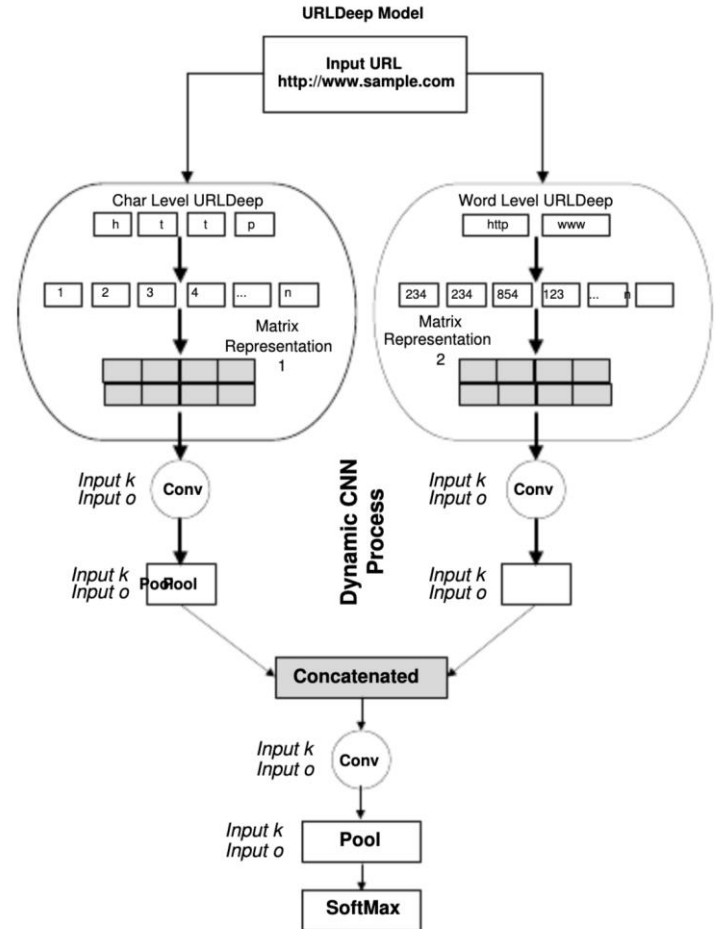 URLDeep Model
Input URL
http://www.sample.com
Char Level URLDeep
h t t p
1 2 3 4 ... n
Matrix
Representation
1
Word Level URLDeep
http www
234 234 854 123 ... n
Matrix
Representation
2
Input k
Input o
Conv
Input k
Input o
Conv
Dynamic CNN
Process
Input k
Input o
Pool Pool
Input k
Input o
Concatenated
Input k
Input o
Conv
Input k
Input o
Pool
SoftMax